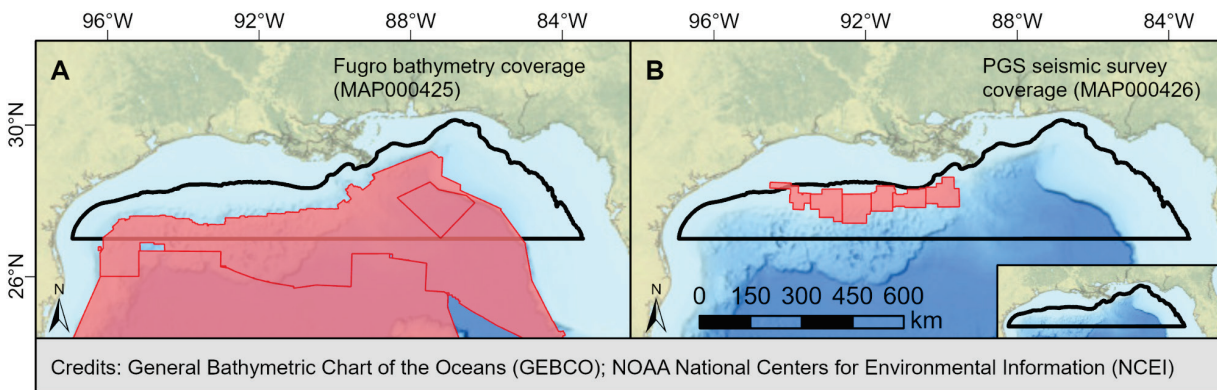 96°W 92°W 88°W 84°W 96°W 92°W 88°W 84°W
A
Fugro bathymetry coverage
(MAP000425)
B
PGS seismic survey
coverage (MAP000426)
30°N
26°N
N
N
0 150 300 450 600
km
Credits: General Bathymetric Chart of the Oceans (GEBCO); NOAA National Centers for Environmental Information (NCEI)